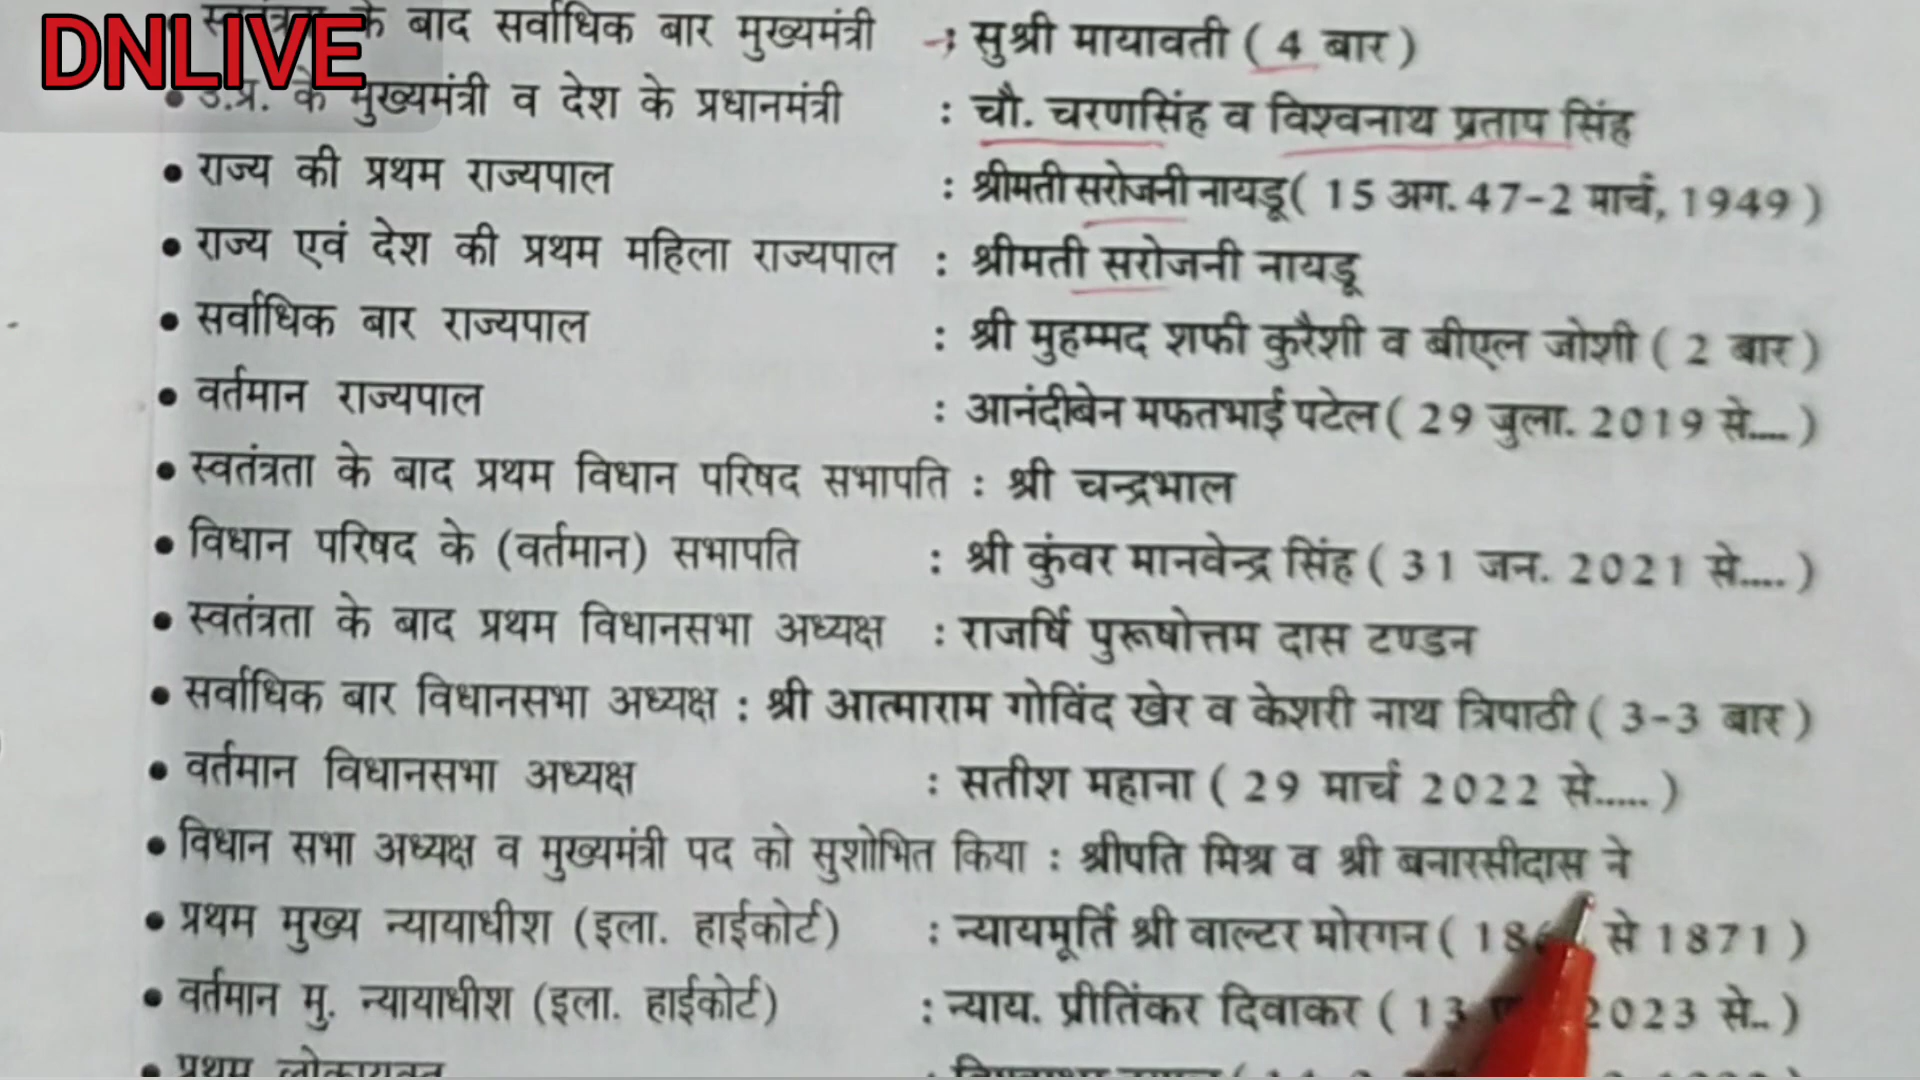 DNLIVE
के बाद सर्वाधिक बार मुख्यमंत्री : सुश्री मायावती ( 4 बार )
• उ.प्र. के मुख्यमंत्री व देश के प्रधानमंत्री : चौ. चरणसिंह व विश्वनाथ प्रताप सिंह
• राज्य की प्रथम राज्यपाल : श्रीमती सरोजनी नायडू ( 15 अग. 47-2 मार्च, 1949 )
• राज्य एवं देश की प्रथम महिला राज्यपाल : श्रीमती सरोजनी नायडू
• सर्वाधिक बार राज्यपाल : श्री मुहम्मद शफी कुरैशी व बीएल जोशी ( 2 बार )
• वर्तमान राज्यपाल : आनंदीबेन मफतभाई पटेल ( 29 जुला. 2019 से.... )
• स्वतंत्रता के बाद प्रथम विधान परिषद सभापति : श्री चन्द्रभाल
• विधान परिषद के (वर्तमान) सभापति : श्री कुंवर मानवेन्द्र सिंह ( 31 जन. 2021 से.... )
• स्वतंत्रता के बाद प्रथम विधानसभा अध्यक्ष : राजर्षि पुरूषोत्तम दास टण्डन
• सर्वाधिक बार विधानसभा अध्यक्ष : श्री आत्माराम गोविंद खेर व केशरी नाथ त्रिपाठी ( 3-3 बार )
• वर्तमान विधानसभा अध्यक्ष : सतीश महाना ( 29 मार्च 2022 से..... )
• विधान सभा अध्यक्ष व मुख्यमंत्री पद को सुशोभित किया : श्रीपति मिश्र व श्री बनारसीदास ने
• प्रथम मुख्य न्यायाधीश (इला. हाईकोर्ट) : न्यायमूर्ति श्री वाल्टर मोरगन ( से 1871 )
• वर्तमान मु. न्यायाधीश (इला. हाईकोर्ट) : न्याय. प्रीतिंकर दिवाकर ( 13 2023 से.. )
• प्रथम लोकायुक्त :